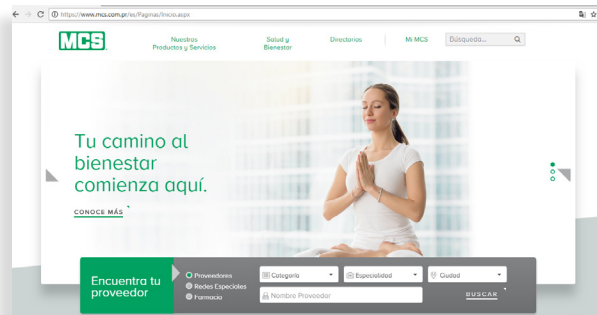 https://www.mcs.com.pr/es/Paginas/Inicio.aspx
MCS
Nuestros
Productos y Servicios
Salud y
Bienestar
Directorios
Mi MCS
Búsqueda...
Tu camino al
bienestar
comienza aquí.
CONOCE MÁS
Encuentra tu
proveedor
Proveedores
Redes Especiales
Farmacia
Categoría
Especialidad
Ciudad
Nombre Proveedor
BUSCAR